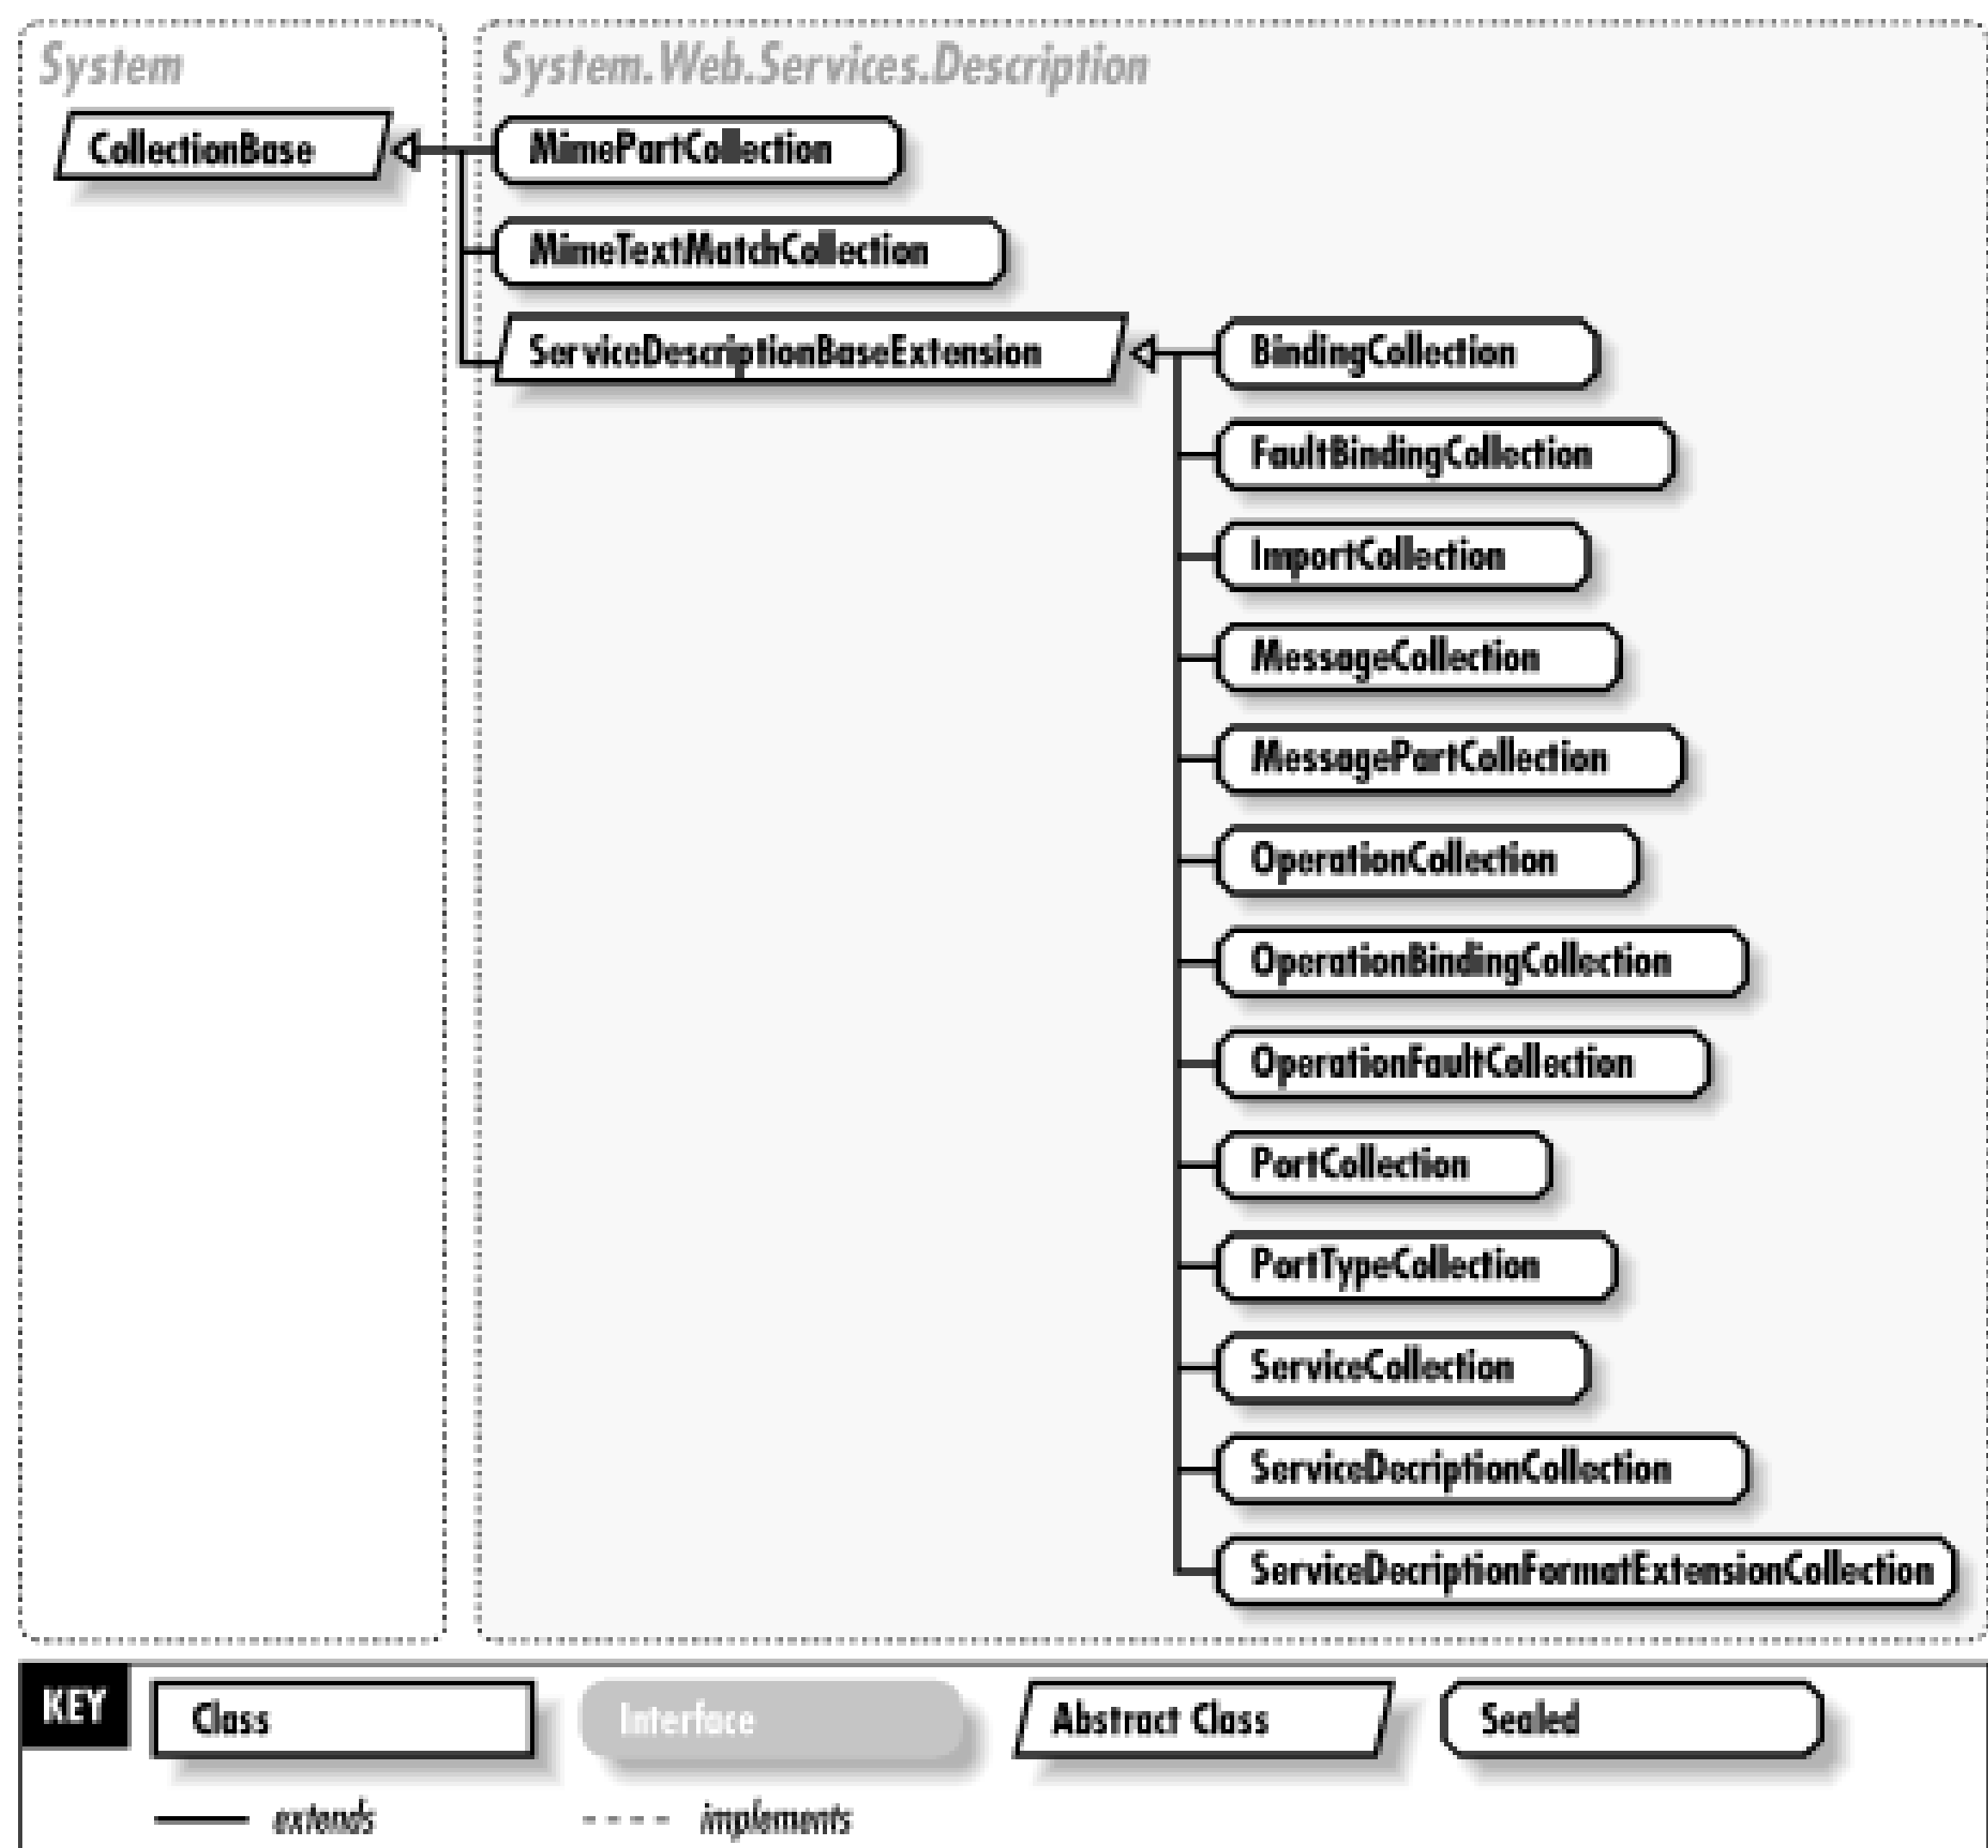 System
System.Web.Services.Description
CollectionBase
MimePartCollection
MimeTextMatchCollection
ServiceDescriptionBaseExtension
BindingCollection
FaultBindingCollection
ImportCollection
MessageCollection
MessagePartCollection
OperationCollection
OperationBindingCollection
OperationFaultCollection
PortCollection
PortTypeCollection
ServiceCollection
ServiceDecriptionCollection
ServiceDecriptionFormatExtensionCollection
KEY
Class
Interface
Abstract Class
Sealed
extends
implements